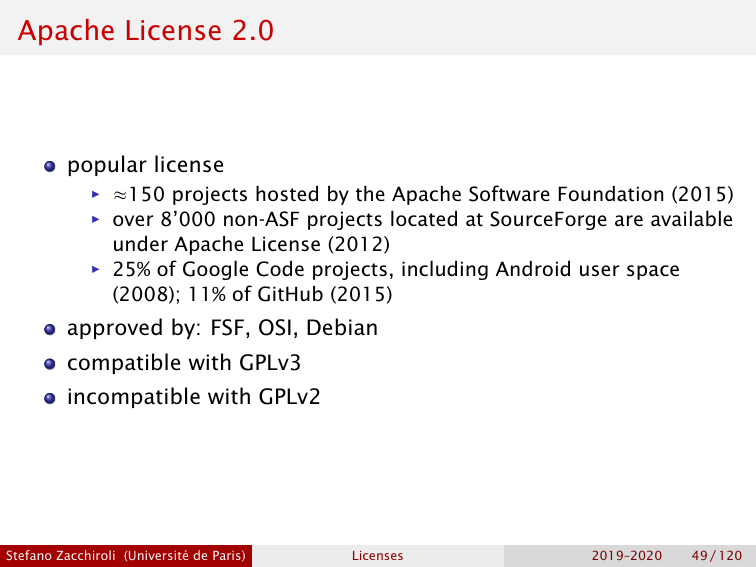 Apache License 2.0
popular license
≈150 projects hosted by the Apache Software Foundation (2015)
over 8’000 non-ASF projects located at SourceForge are available
under Apache License (2012)
25% of Google Code projects, including Android user space
(2008); 11% of GitHub (2015)
approved by: FSF, OSI, Debian
compatible with GPLv3
incompatible with GPLv2
Stefano Zacchiroli (Université de Paris) Licenses 2019–2020 49 / 120